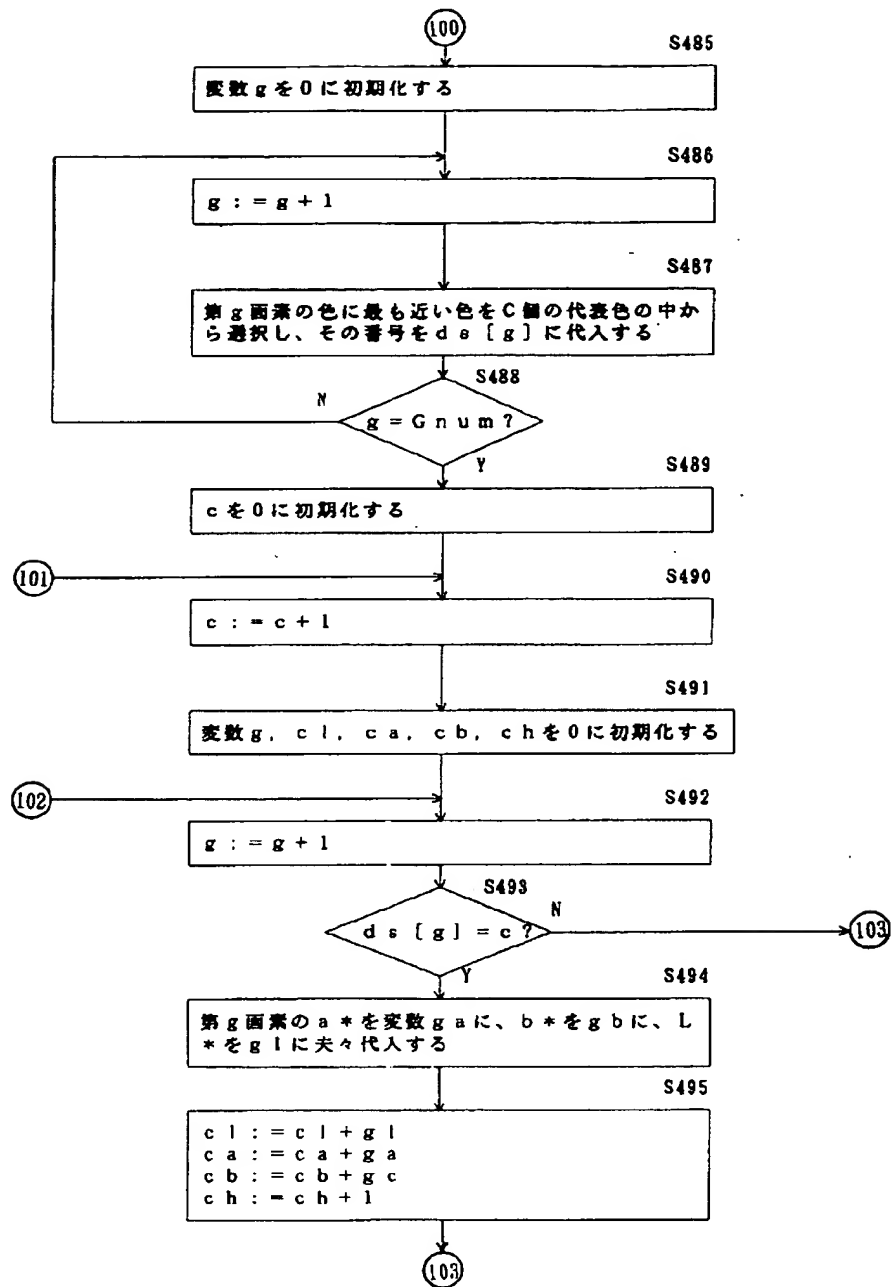 100
S485
変数gを0に初期化する
S486
g:=g+1
S487
第g画素の色に最も近い色をC個の代表色の中か
ら選択し、その番号をds[g]に代入する
S488
N
g=Gnum?
Y
S489
cを0に初期化する
101
S490
c:=c+1
S491
変数g, cl, ca, cb, chを0に初期化する
102
S492
g:=g+1
S493
N
ds[g]=c?
103
Y
S494
第g画素のa*を変数gaに、b*をgbに、L
*をglに夫々代入する
S495
cl:=cl+gl
ca:=ca+ga
cb:=cb+gc
ch:=ch+1
103